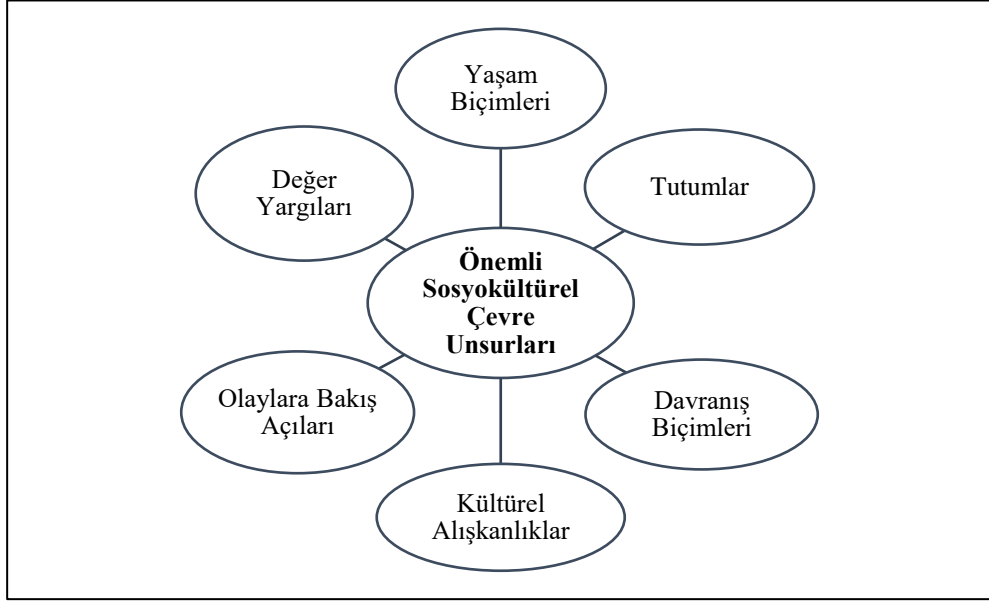 Yaşam
Biçimleri
Tutumlar
Davranış
Biçimleri
Kültürel
Alışkanlıklar
Olaylara Bakış
Açıları
Değer
Yargıları
Önemli
Sosyokültürel
Çevre
Unsurları